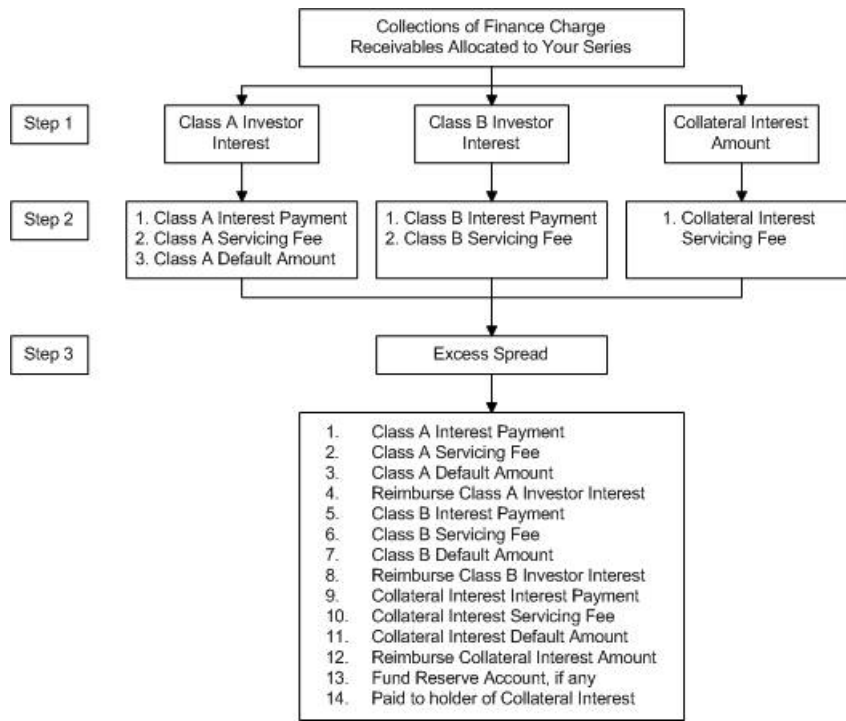 Collections of Finance Charge
Receivables Allocated to Your Series
Step 1
Class A Investor
Interest
Class B Investor
Interest
Collateral Interest
Amount
Step 2
1. Class A Interest Payment
2. Class A Servicing Fee
3. Class A Default Amount
1. Class B Interest Payment
2. Class B Servicing Fee
1. Collateral Interest
Servicing Fee
Step 3
Excess Spread
1. Class A Interest Payment
2. Class A Servicing Fee
3. Class A Default Amount
4. Reimburse Class A Investor Interest
5. Class B Interest Payment
6. Class B Servicing Fee
7. Class B Default Amount
8. Reimburse Class B Investor Interest
9. Collateral Interest Interest Payment
10. Collateral Interest Servicing Fee
11. Collateral Interest Default Amount
12. Reimburse Collateral Interest Amount
13. Fund Reserve Account, if any
14. Paid to holder of Collateral Interest